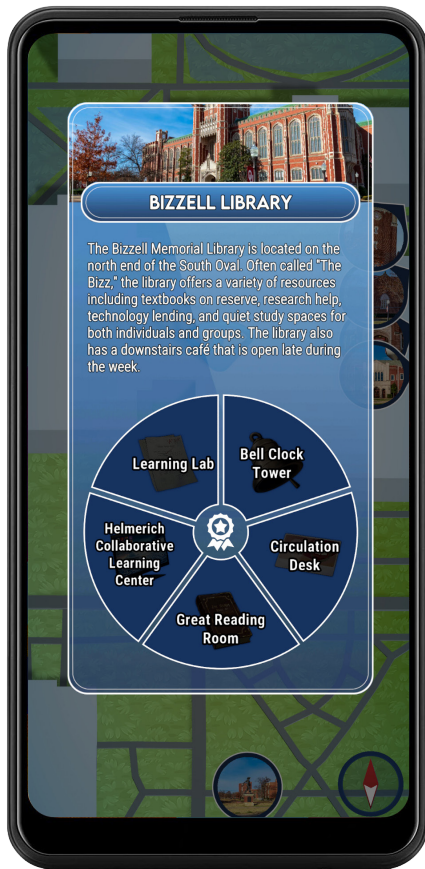 BIZZELL LIBRARY
The Bizzell Memorial Library is located on the
north end of the South Oval. Often called "The
Bizz," the library offers a variety of resources
including textbooks on reserve, research help,
technology lending, and quiet study spaces for
both individuals and groups. The library also
has a downstairs café that is open late during
the week.
Learning Lab
Bell Clock
Tower
Helmerich
Collaborative
Learning
Center
Circulation
Desk
Great Reading
Room